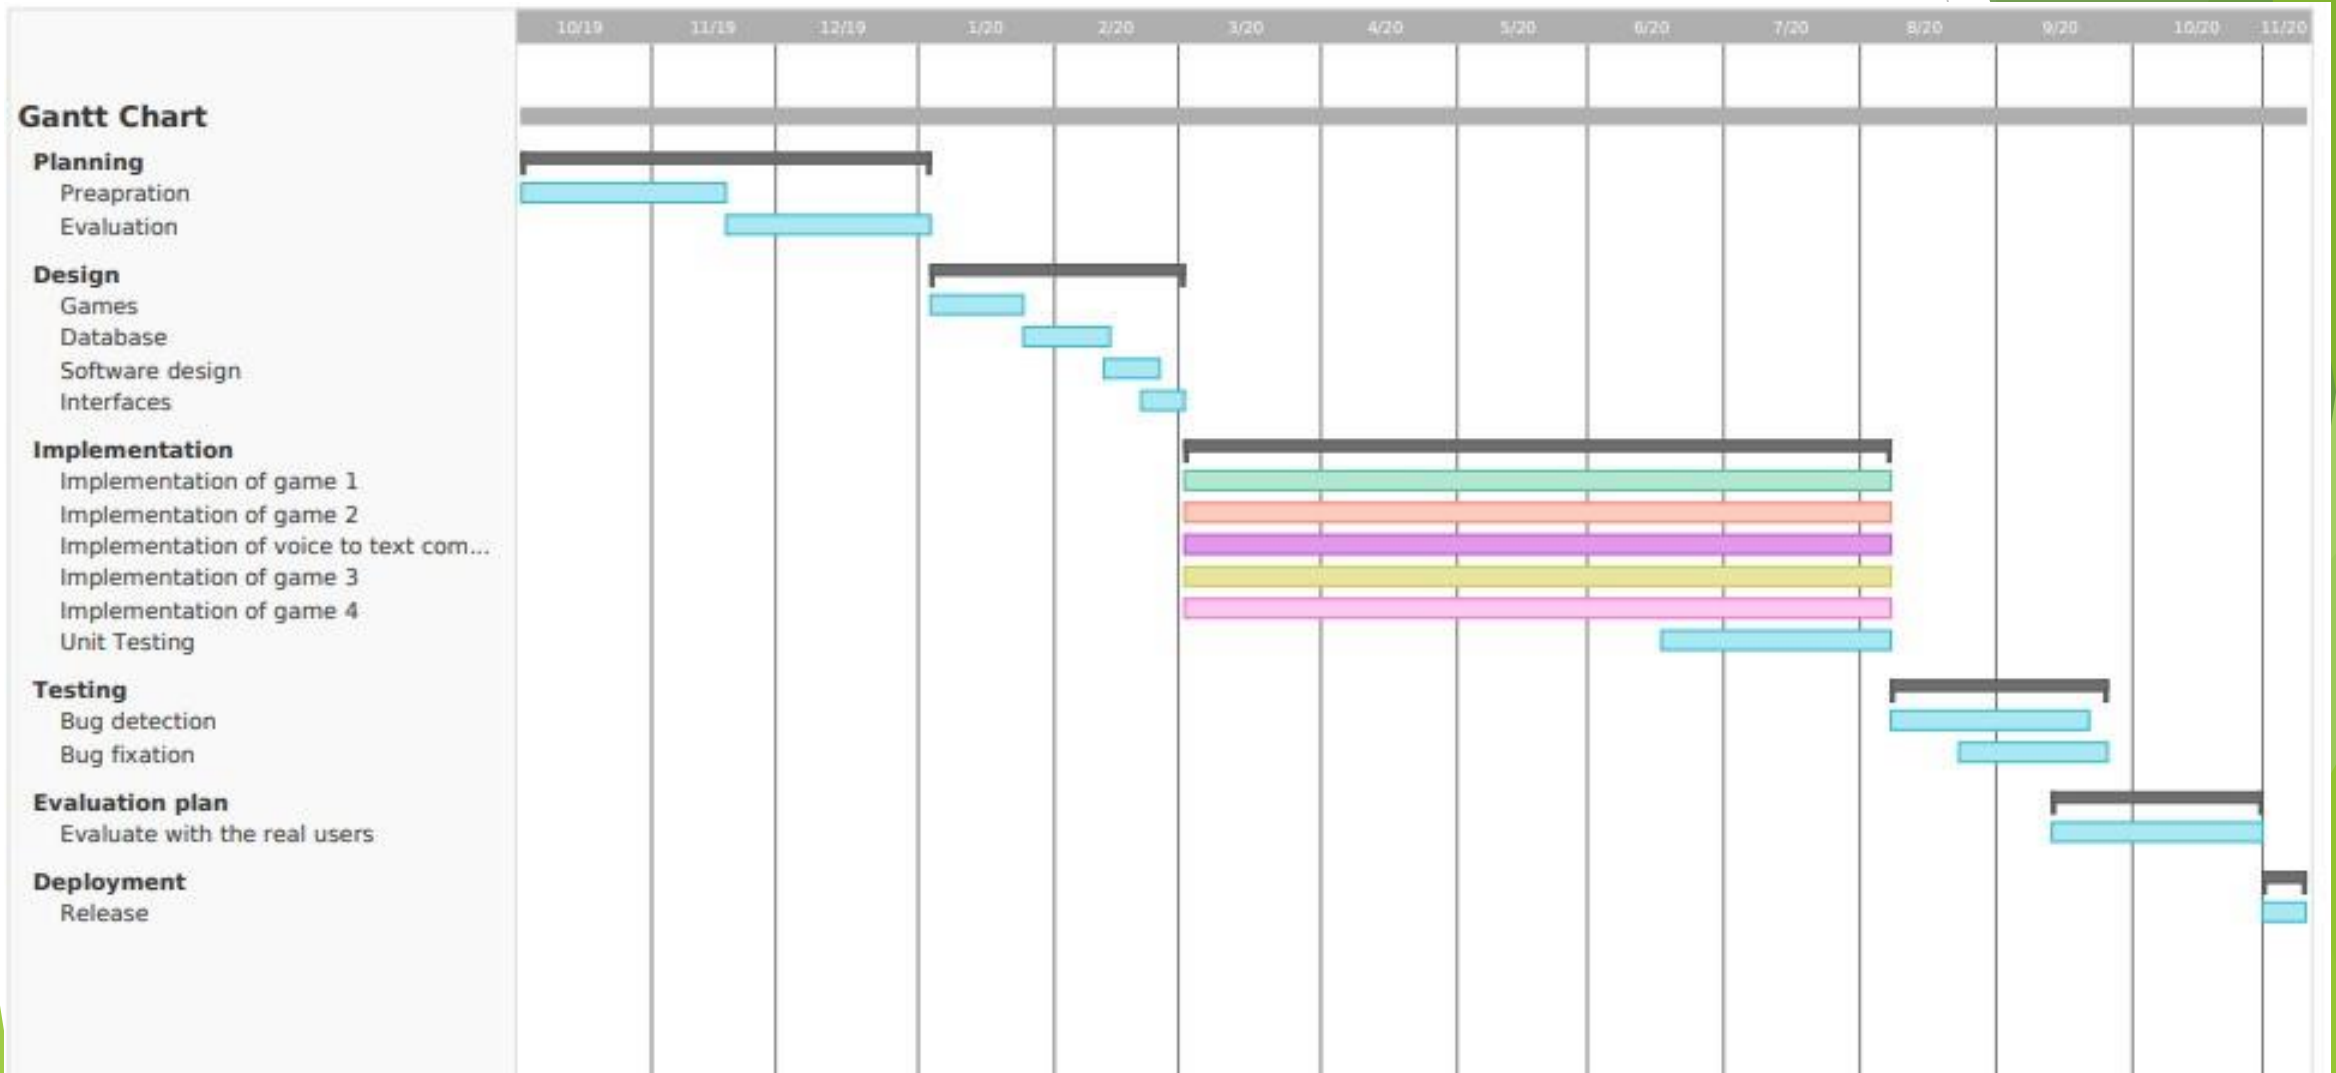 10/19 11/19 12/19 1/20 2/20 3/20 4/20 5/20 6/20 7/20 8/20 9/20 10/20 11/20
Gantt Chart
Planning
Preapration
Evaluation
Design
Games
Database
Software design
Interfaces
Implementation
Implementation of game 1
Implementation of game 2
Implementation of voice to text com...
Implementation of game 3
Implementation of game 4
Unit Testing
Testing
Bug detection
Bug fixation
Evaluation plan
Evaluate with the real users
Deployment
Release